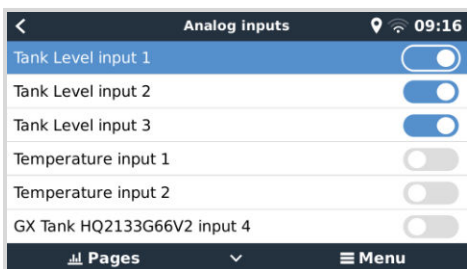 Analog inputs 09:16
Tank Level input 1
Tank Level input 2
Tank Level input 3
Temperature input 1
Temperature input 2
GX Tank HQ2133G66V2 input 4
Pages Menu